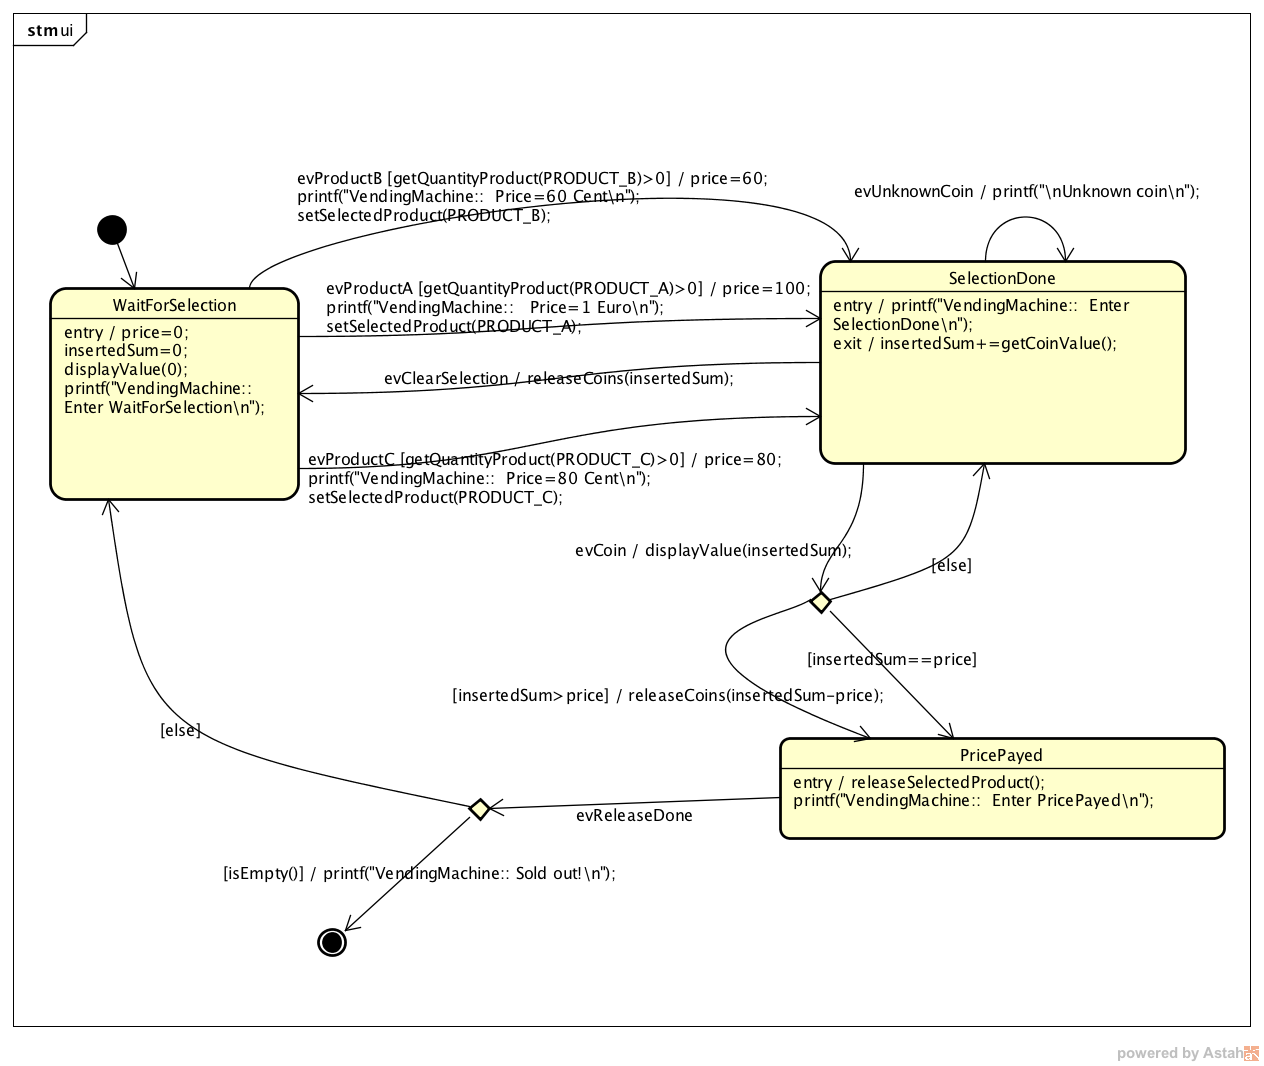 stm ui
evProductB [getQuantityProduct(PRODUCT_B)>0] / price=60;
printf("VendingMachine::  Price=60 Cent\n");
setSelectedProduct(PRODUCT_B);
evUnknownCoin / printf("\nUnknown coin\n");
WaitForSelection
entry / price=0;
insertedSum=0;
displayValue(0);
printf("VendingMachine::
Enter WaitForSelection\n");
evProductA [getQuantityProduct(PRODUCT_A)>0] / price=100;
printf("VendingMachine::   Price=1 Euro\n");
setSelectedProduct(PRODUCT_A);
SelectionDone
entry / printf("VendingMachine::  Enter
SelectionDone\n");
exit / insertedSum+=getCoinValue();
evClearSelection / releaseCoins(insertedSum);
evProductC [getQuantityProduct(PRODUCT_C)>0] / price=80;
printf("VendingMachine::  Price=80 Cent\n");
setSelectedProduct(PRODUCT_C);
evCoin / displayValue(insertedSum);
[else]
[insertedSum==price]
[insertedSum>price] / releaseCoins(insertedSum-price);
[else]
PricePayed
entry / releaseSelectedProduct();
printf("VendingMachine::  Enter PricePayed\n");
evReleaseDone
[isEmpty()] / printf("VendingMachine:: Sold out!\n");
powered by Astah